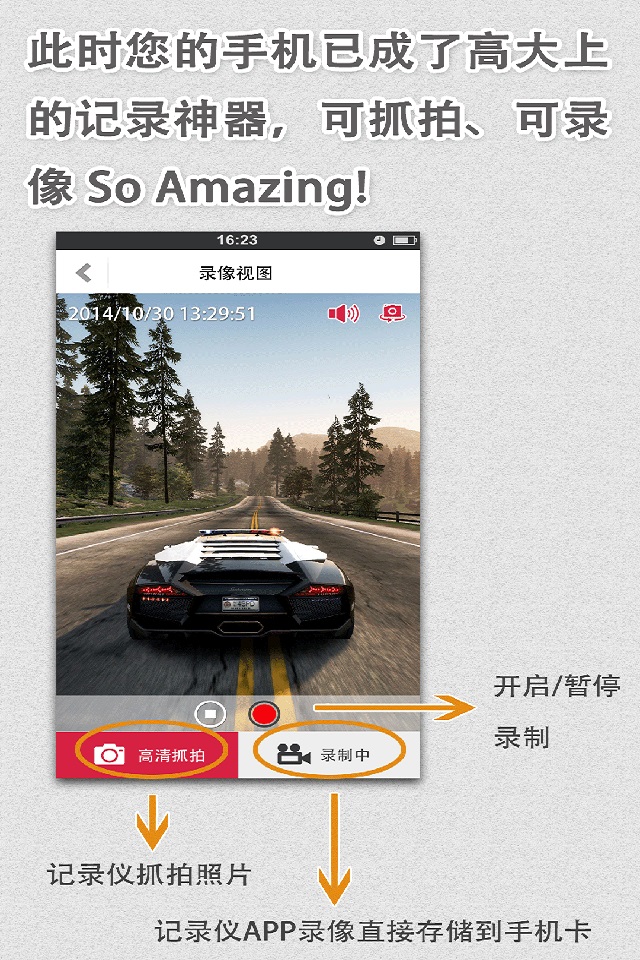 此时您的手机已成了高大上
的记录神器，可抓拍、可录
像 So Amazing!
16:23
录像视图
2014/10/30 13:29:51
开启/暂停
录制
高清抓拍
录制中
记录仪抓拍照片
记录仪APP录像直接存储到手机卡